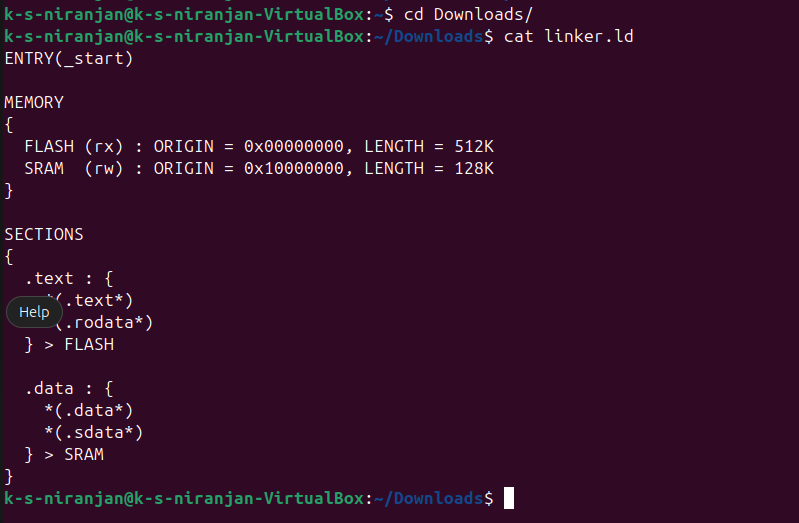 k-s-niranjan@k-s-niranjan-VirtualBox:~$ cd Downloads/
k-s-niranjan@k-s-niranjan-VirtualBox:~/Downloads$ cat linker.ld
ENTRY(_start)

MEMORY
{
  FLASH (rx) : ORIGIN = 0x00000000, LENGTH = 512K
  SRAM  (rw) : ORIGIN = 0x10000000, LENGTH = 128K
}

SECTIONS
{
  .text : {
    *(.text*)
Help
    (.rodata*)
  } > FLASH

  .data : {
    *(.data*)
    *(.sdata*)
  } > SRAM
}
k-s-niranjan@k-s-niranjan-VirtualBox:~/Downloads$